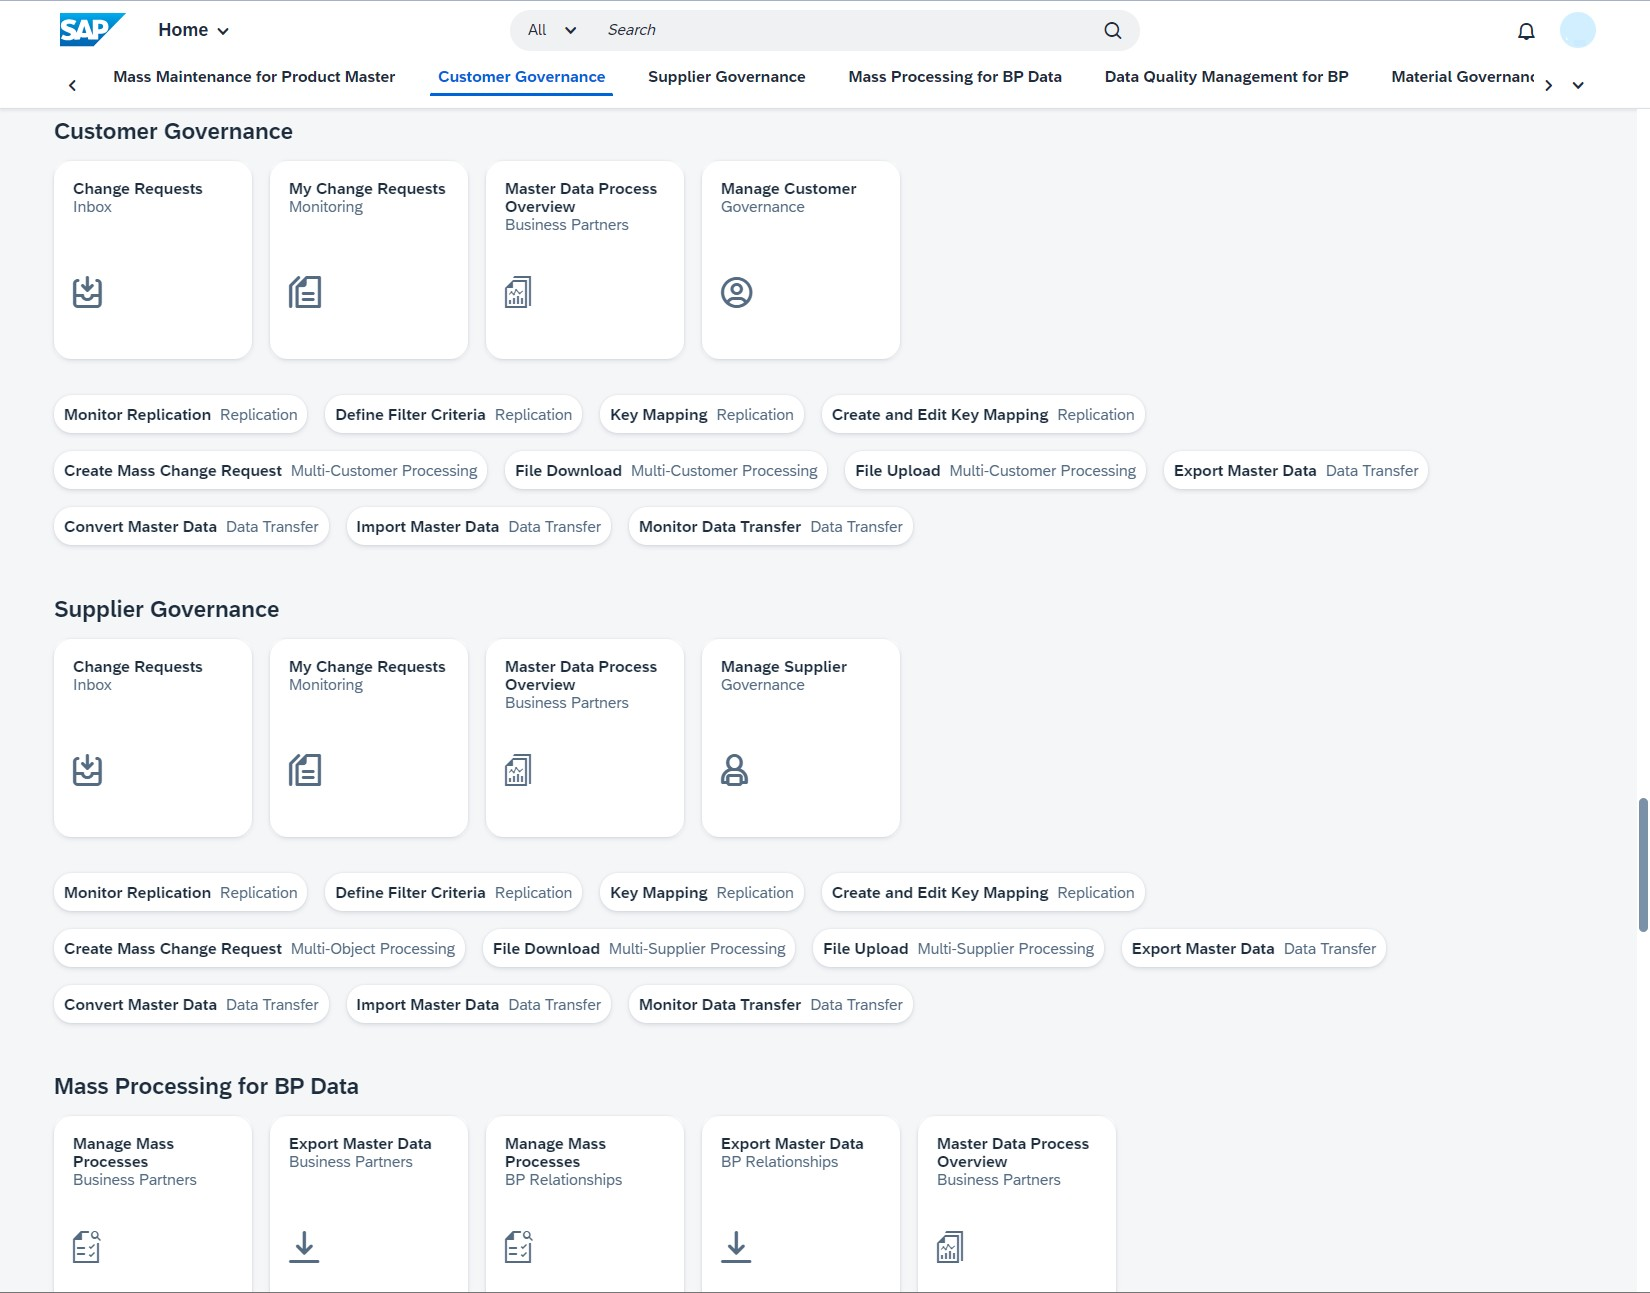 SAP Home All Search
Mass Maintenance for Product Master Customer Governance Supplier Governance Mass Processing for BP Data Data Quality Management for BP Material Governanc
Customer Governance
Change Requests
Inbox
My Change Requests
Monitoring
Master Data Process
Overview
Business Partners
Manage Customer
Governance
Monitor Replication Replication Define Filter Criteria Replication Key Mapping Replication Create and Edit Key Mapping Replication
Create Mass Change Request Multi-Customer Processing File Download Multi-Customer Processing File Upload Multi-Customer Processing Export Master Data Data Transfer
Convert Master Data Data Transfer Import Master Data Data Transfer Monitor Data Transfer Data Transfer
Supplier Governance
Change Requests
Inbox
My Change Requests
Monitoring
Master Data Process
Overview
Business Partners
Manage Supplier
Governance
Monitor Replication Replication Define Filter Criteria Replication Key Mapping Replication Create and Edit Key Mapping Replication
Create Mass Change Request Multi-Object Processing File Download Multi-Supplier Processing File Upload Multi-Supplier Processing Export Master Data Data Transfer
Convert Master Data Data Transfer Import Master Data Data Transfer Monitor Data Transfer Data Transfer
Mass Processing for BP Data
Manage Mass
Processes
Business Partners
Export Master Data
Business Partners
Manage Mass
Processes
BP Relationships
Export Master Data
BP Relationships
Master Data Process
Overview
Business Partners